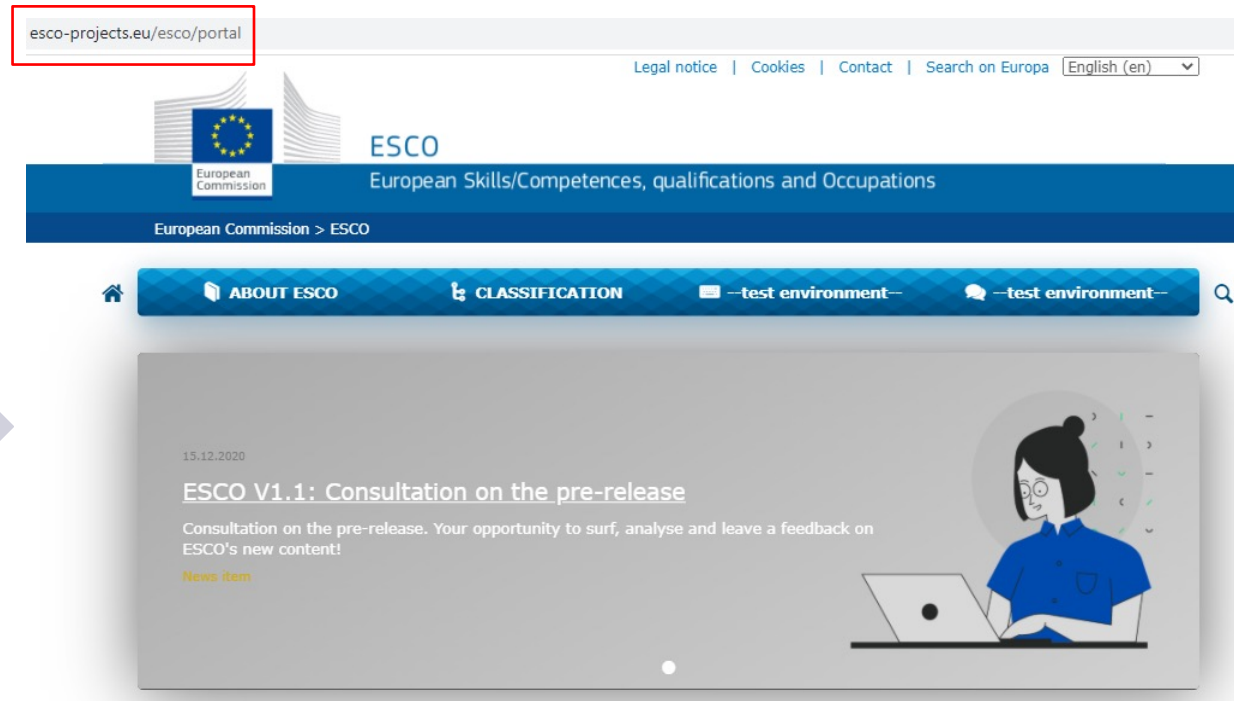 esco-projects.eu/esco/portal
Legal notice | Cookies | Contact | Search on Europa English (en)
ESCO
European
Commission
European Skills/Competences, qualifications and Occupations
European Commission > ESCO
ABOUT ESCO CLASSIFICATION --test environment-- --test environment--
15.12.2020
ESCO V1.1: Consultation on the pre-release
Consultation on the pre-release. Your opportunity to surf, analyse and leave a feedback on
ESCO's new content!
News item